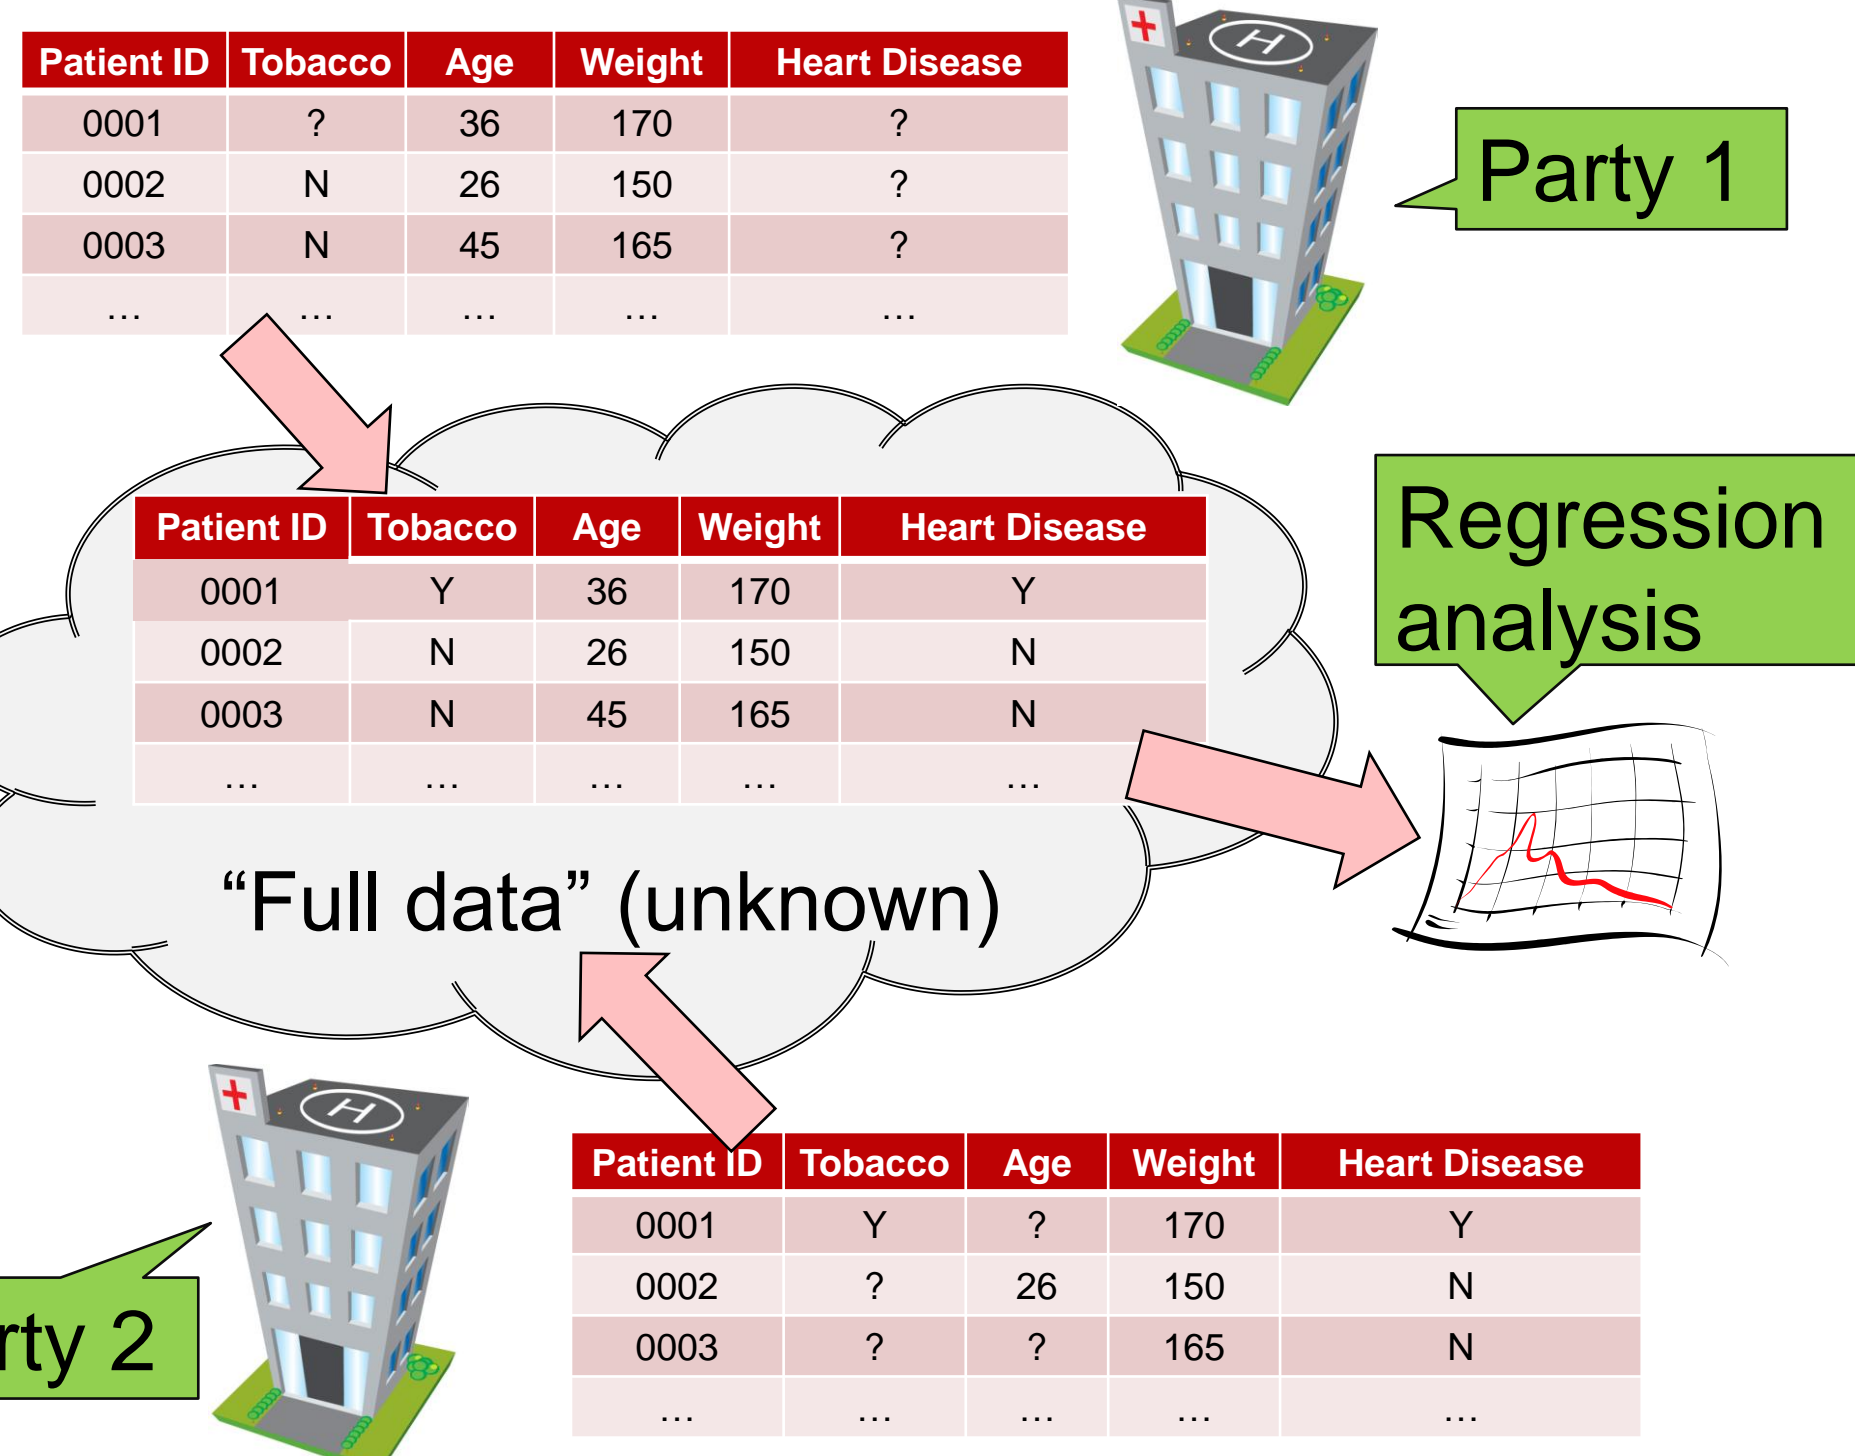 Patient ID Tobacco Age Weight Heart Disease
0001 ? 36 170 ?
0002 N 26 150 ?
0003 N 45 165 ?
… … … … …
H
Party 1
Patient ID Tobacco Age Weight Heart Disease
0001 Y 36 170 Y
0002 N 26 150 N
0003 N 45 165 N
… … … … …
“Full data” (unknown)
Regression
analysis
H
rty 2
Patient ID Tobacco Age Weight Heart Disease
0001 Y ? 170 Y
0002 ? 26 150 N
0003 ? ? 165 N
… … … … …